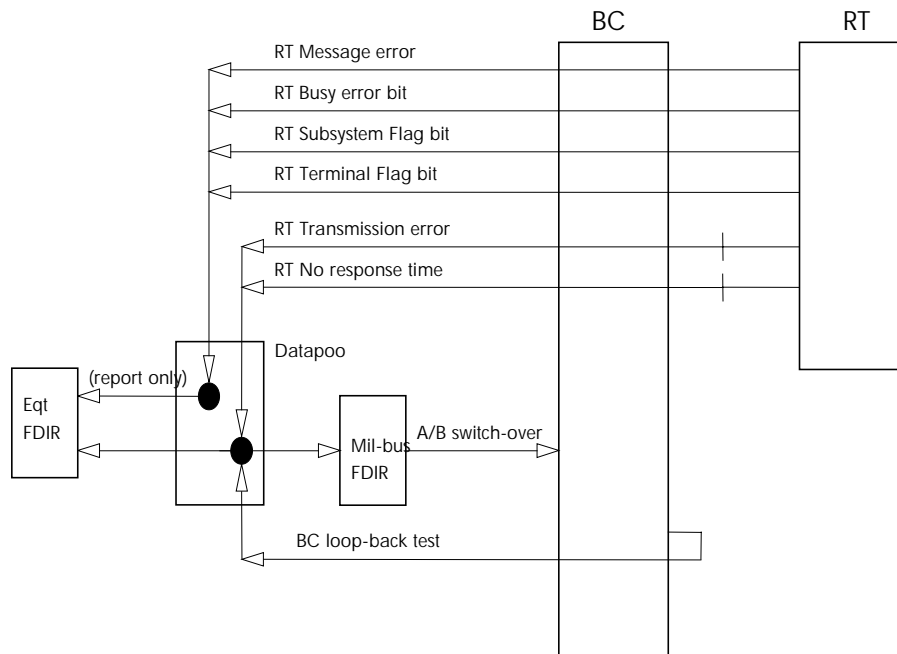 BC
RT
RT Message error
RT Busy error bit
RT Subsystem Flag bit
RT Terminal Flag bit
RT Transmission error
RT No response time
Datapoo
(report only)
Eqt
FDIR
A/B switch-over
Mil-bus
FDIR
BC loop-back test